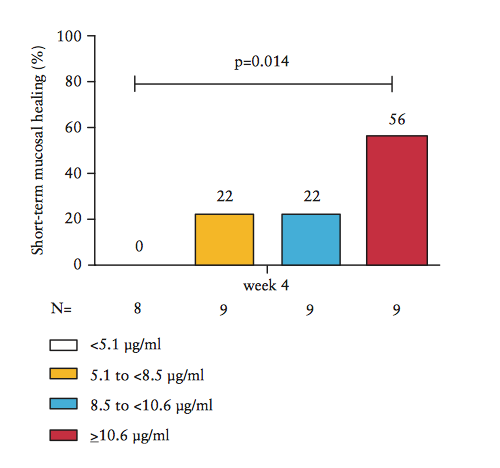 Short-term mucosal healing (%)
100
80
60
40
20
0
p=0.014
0
22
22
56
week 4
N= 8 9 9 9
<5.1 µg/ml
5.1 to <8.5 µg/ml
8.5 to <10.6 µg/ml
≥10.6 µg/ml